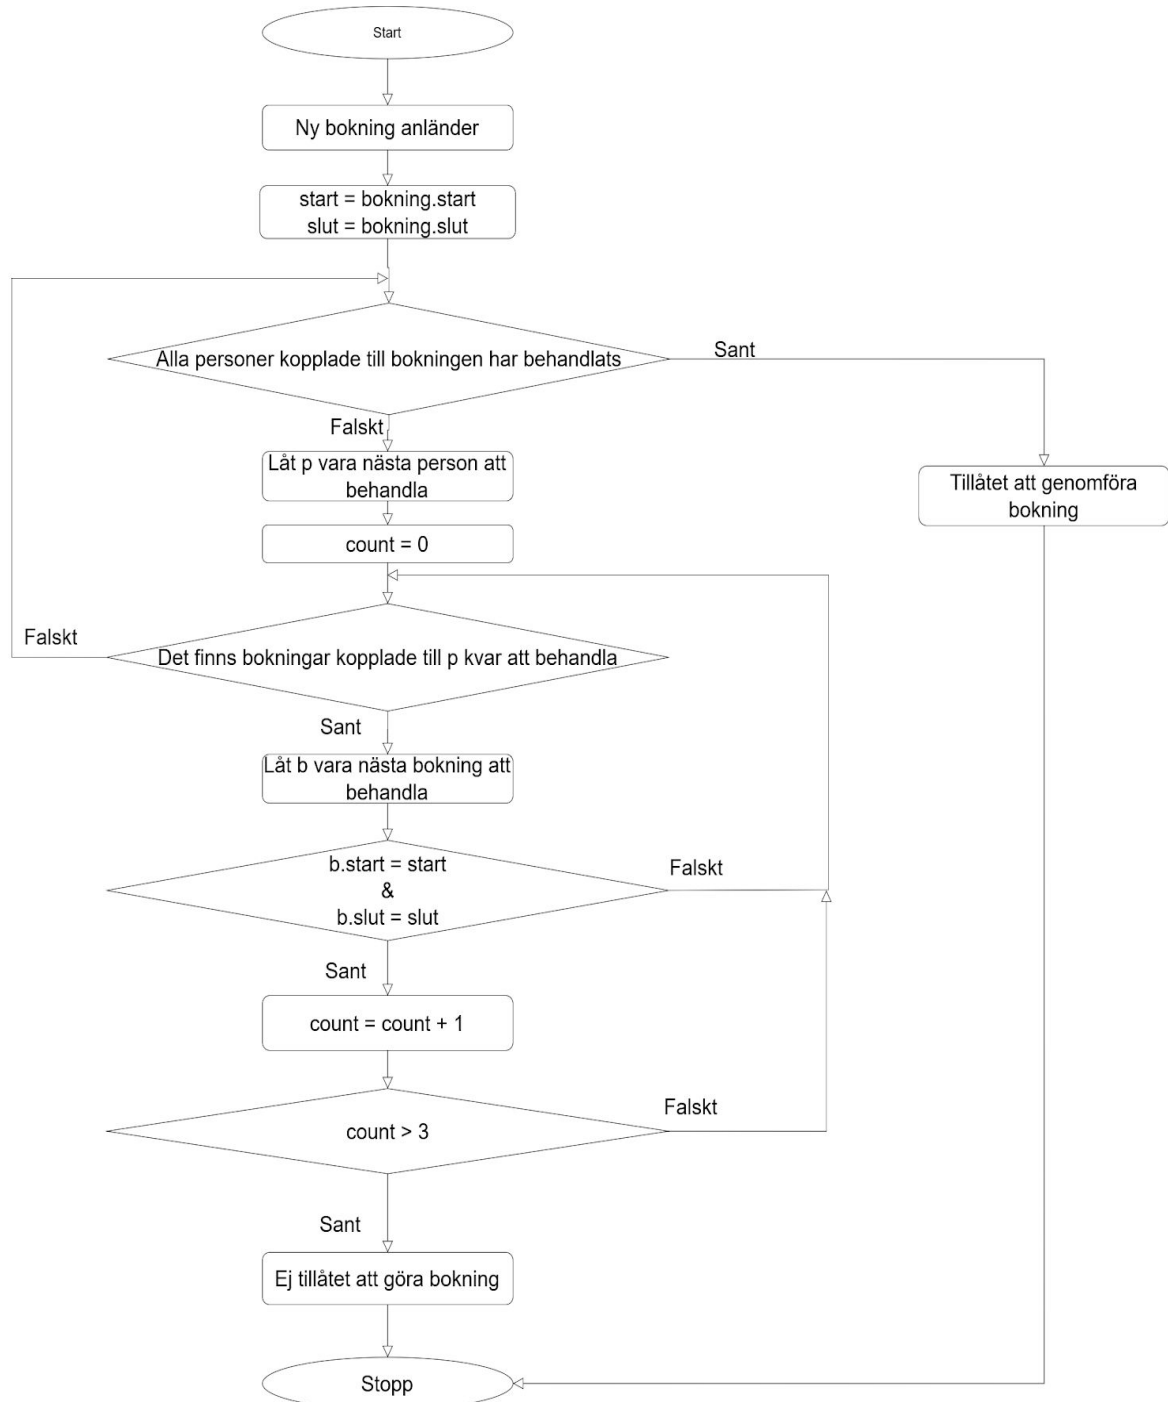 Start
Ny bokning anländer
start = bokning.start
slut = bokning.slut
Alla personer kopplade till bokningen har behandlats
Sant
Falskt
Låt p vara nästa person att
behandla
Tillåtet att genomföra
bokning
count = 0
Falskt
Det finns bokningar kopplade till p kvar att behandla
Sant
Låt b vara nästa bokning att
behandla
b.start = start
&
b.slut = slut
Falskt
Sant
count = count + 1
count > 3
Falskt
Sant
Ej tillåtet att göra bokning
Stopp